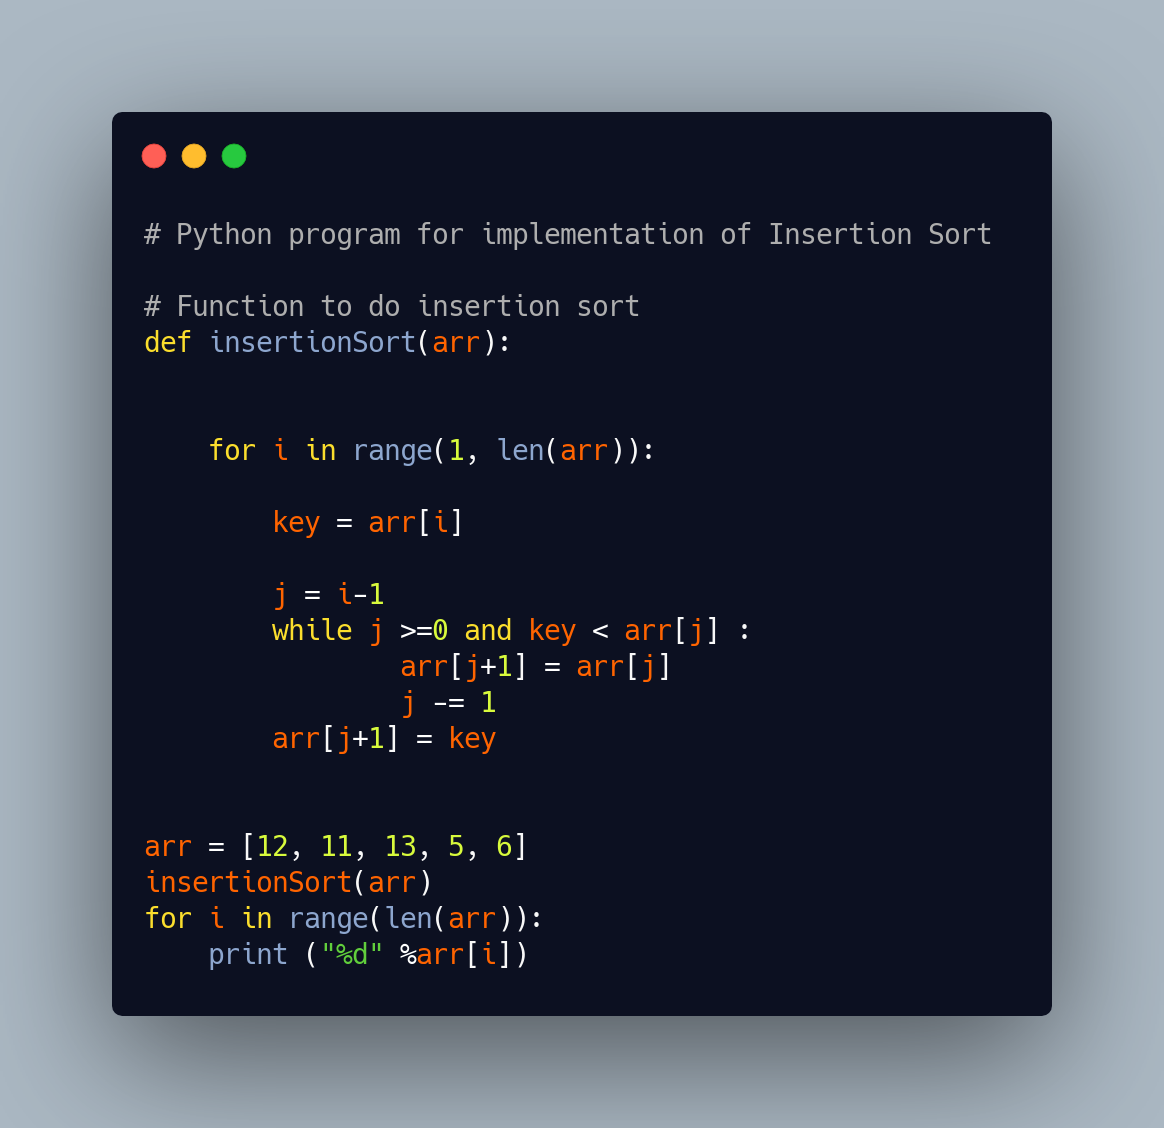 # Python program for implementation of Insertion Sort
# Function to do insertion sort
def insertionSort(arr):
    for i in range(1, len(arr)):
        key = arr[i]
        j = i-1
        while j >=0 and key < arr[j] :
                arr[j+1] = arr[j]
                j -= 1
        arr[j+1] = key
arr = [12, 11, 13, 5, 6]
insertionSort(arr)
for i in range(len(arr)):
    print ("%d" %arr[i])